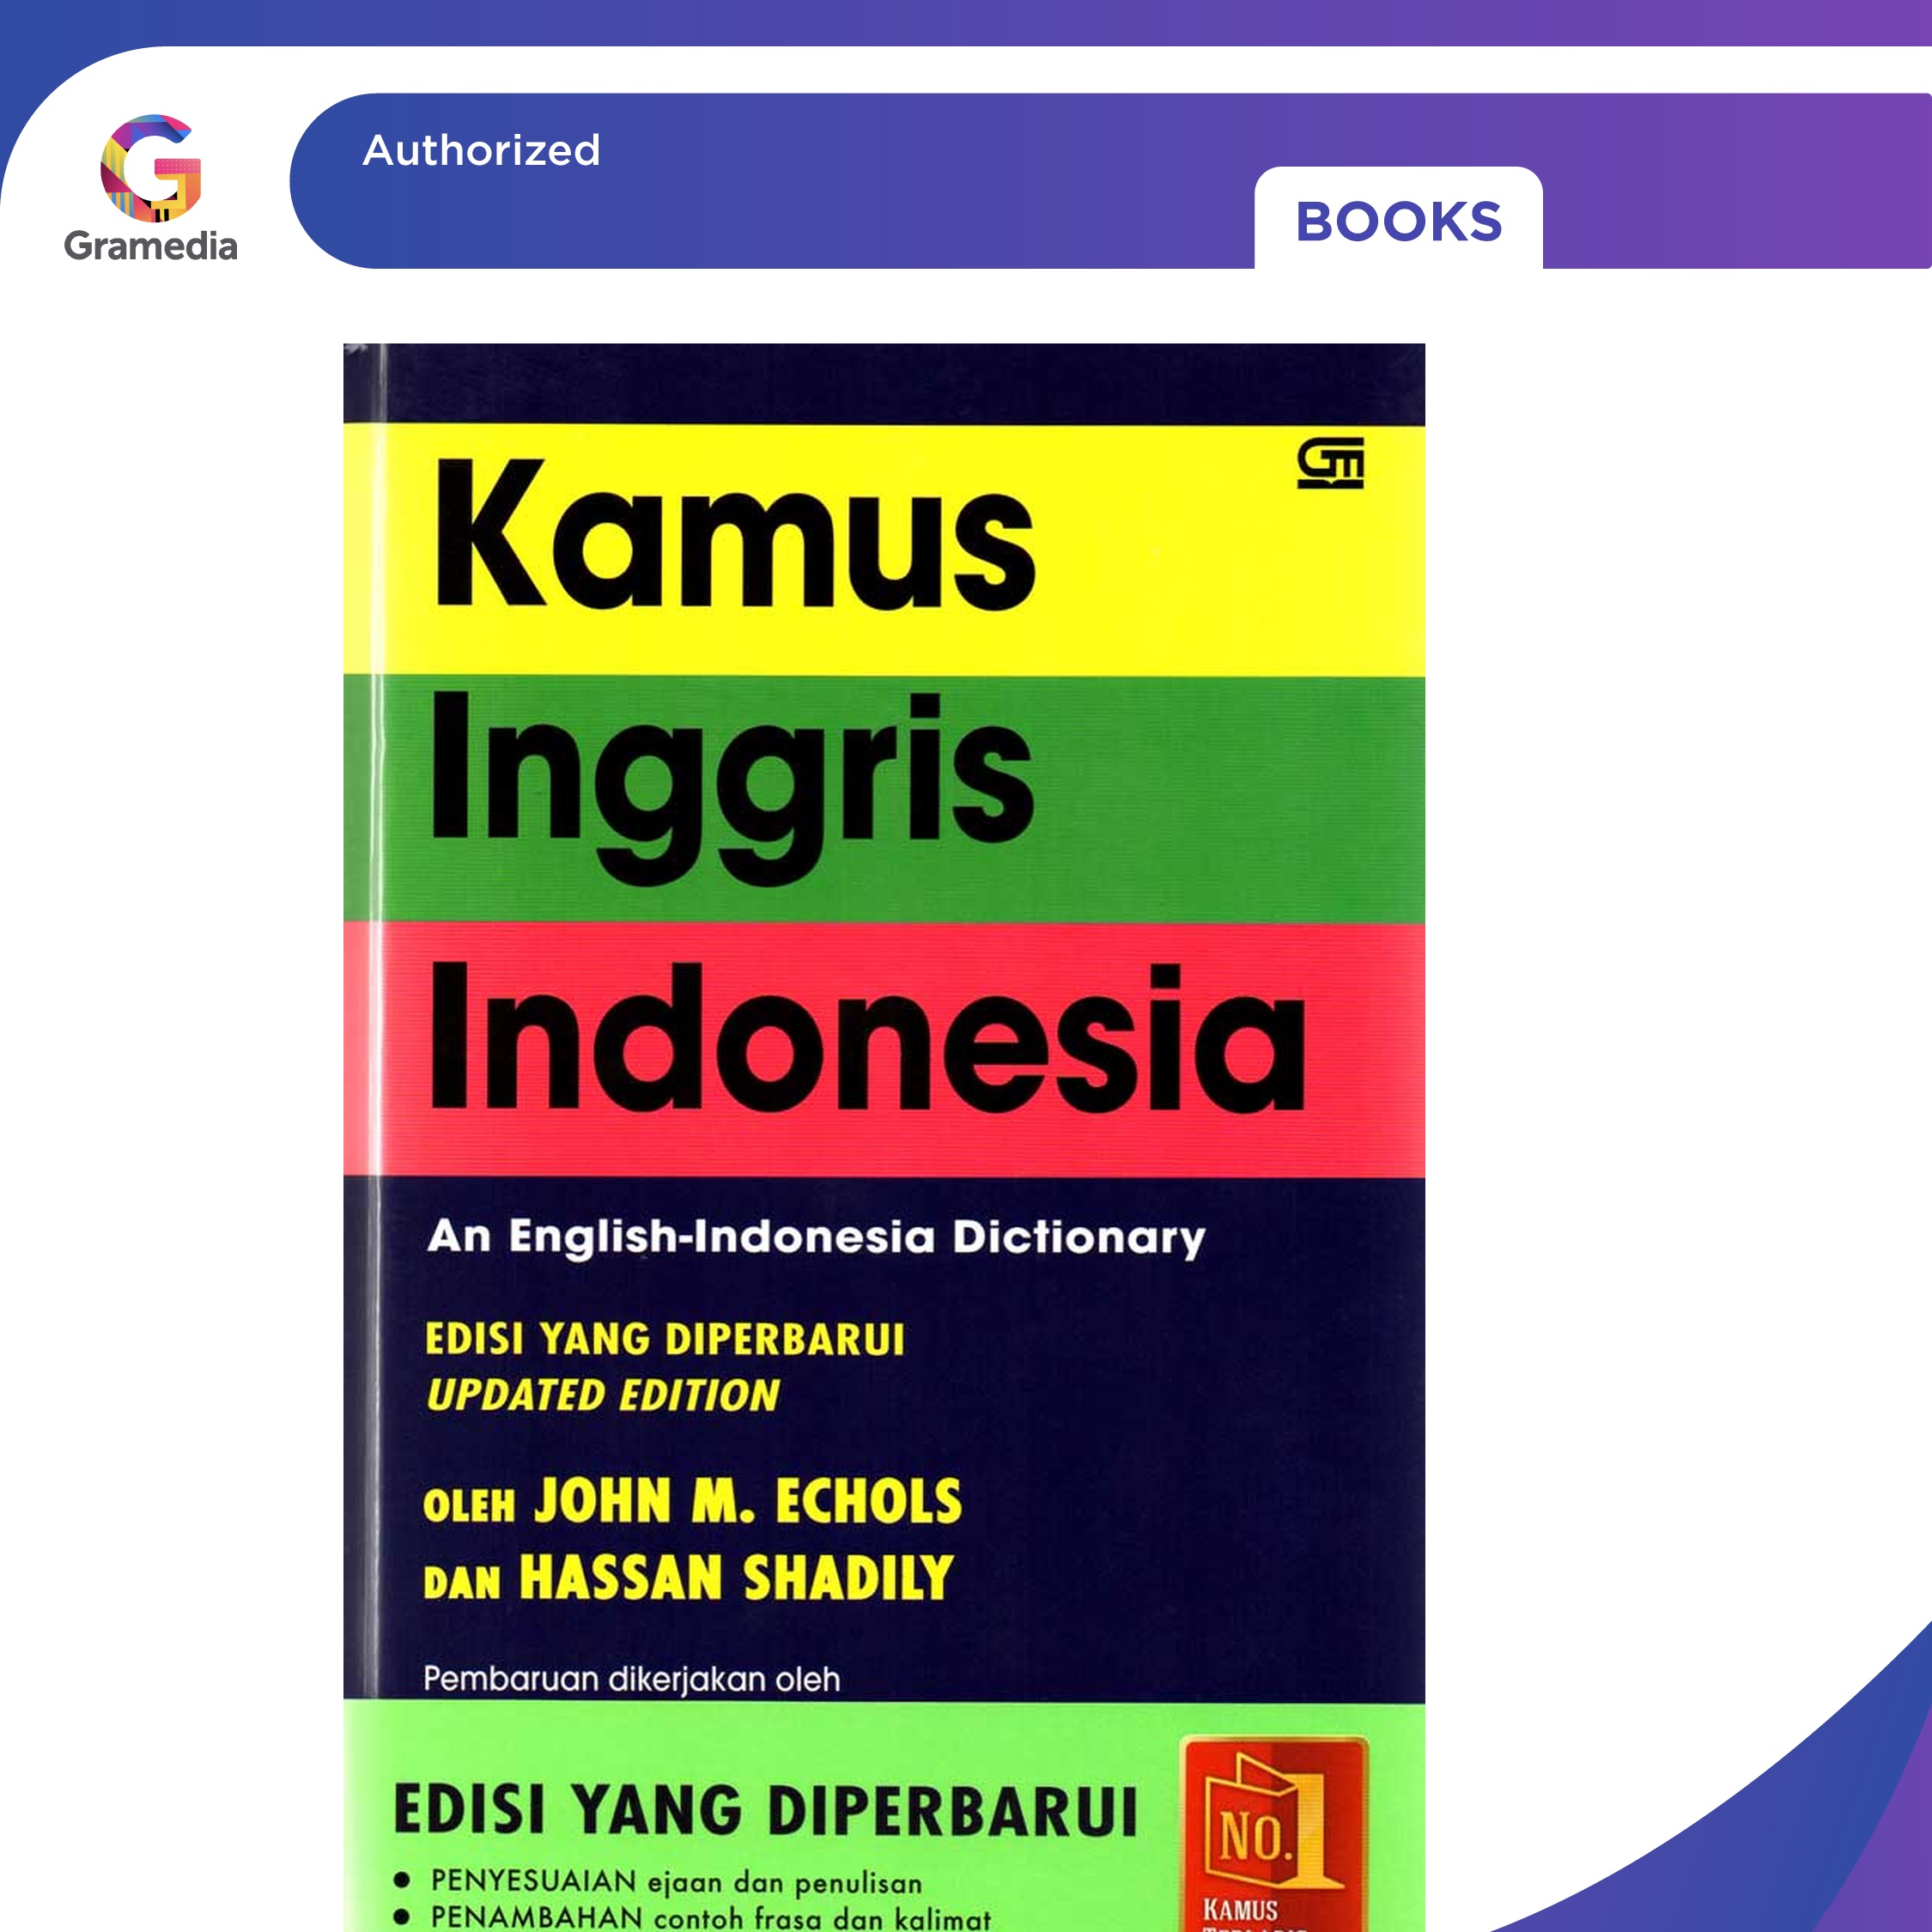 Gramedia
Authorized
BOOKS
GM
Kamus
Inggris
Indonesia
An English-Indonesia Dictionary
EDISI YANG DIPERBARUI
UPDATED EDITION
OLEH JOHN M. ECHOLS
DAN HASSAN SHADILY
Pembaruan dikerjakan oleh
EDISI YANG DIPERBARUI
• PENYESUAIAN ejaan dan penulisan
• PENAMBAHAN contoh frasa dan kalimat
NO.1
KAMUS